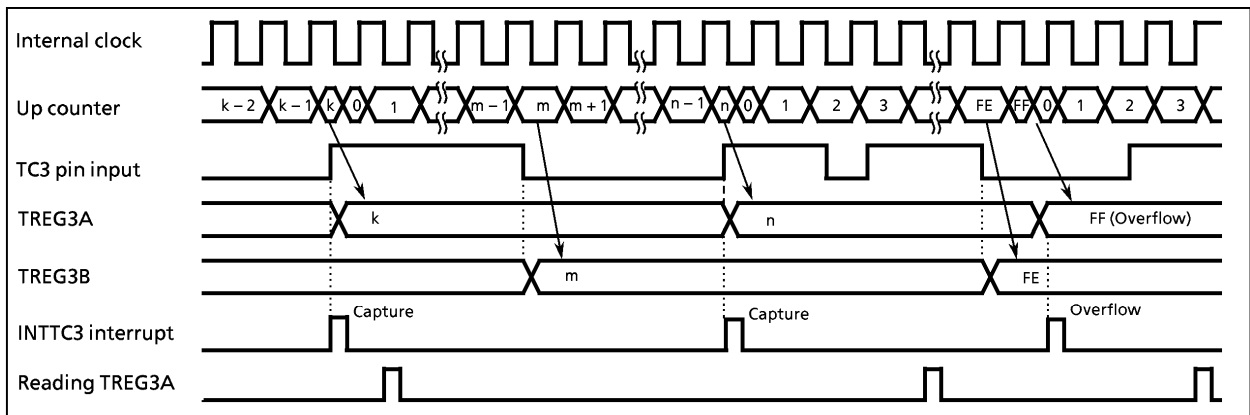 Internal clock
Up counter k – 2 k – 1 k 0 1 m – 1 m m + 1 n – 1 n 0 1 2 3 FE FF 0 1 2 3
TC3 pin input
TREG3A k n FF (Overflow)
TREG3B m FE
INTTC3 interrupt Capture Capture Overflow
Reading TREG3A